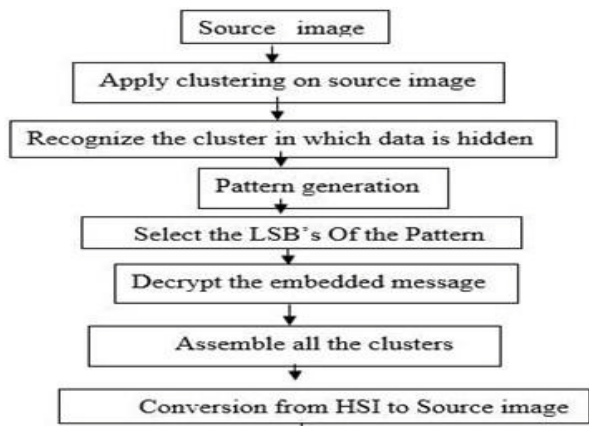 Source image
Apply clustering on source image
Recognize the cluster in which data is hidden
Pattern generation
Select the LSB's Of the Pattern
Decrypt the embedded message
Assemble all the clusters
Conversion from HSI to Source image